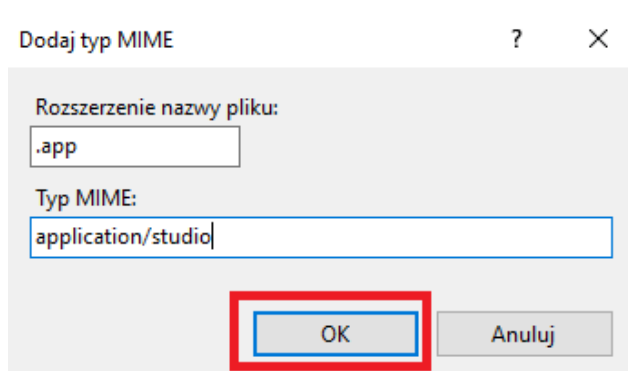 Dodaj typ MIME ? ×
Rozszerzenie nazwy pliku:
.app
Typ MIME:
application/studio
OK Anuluj